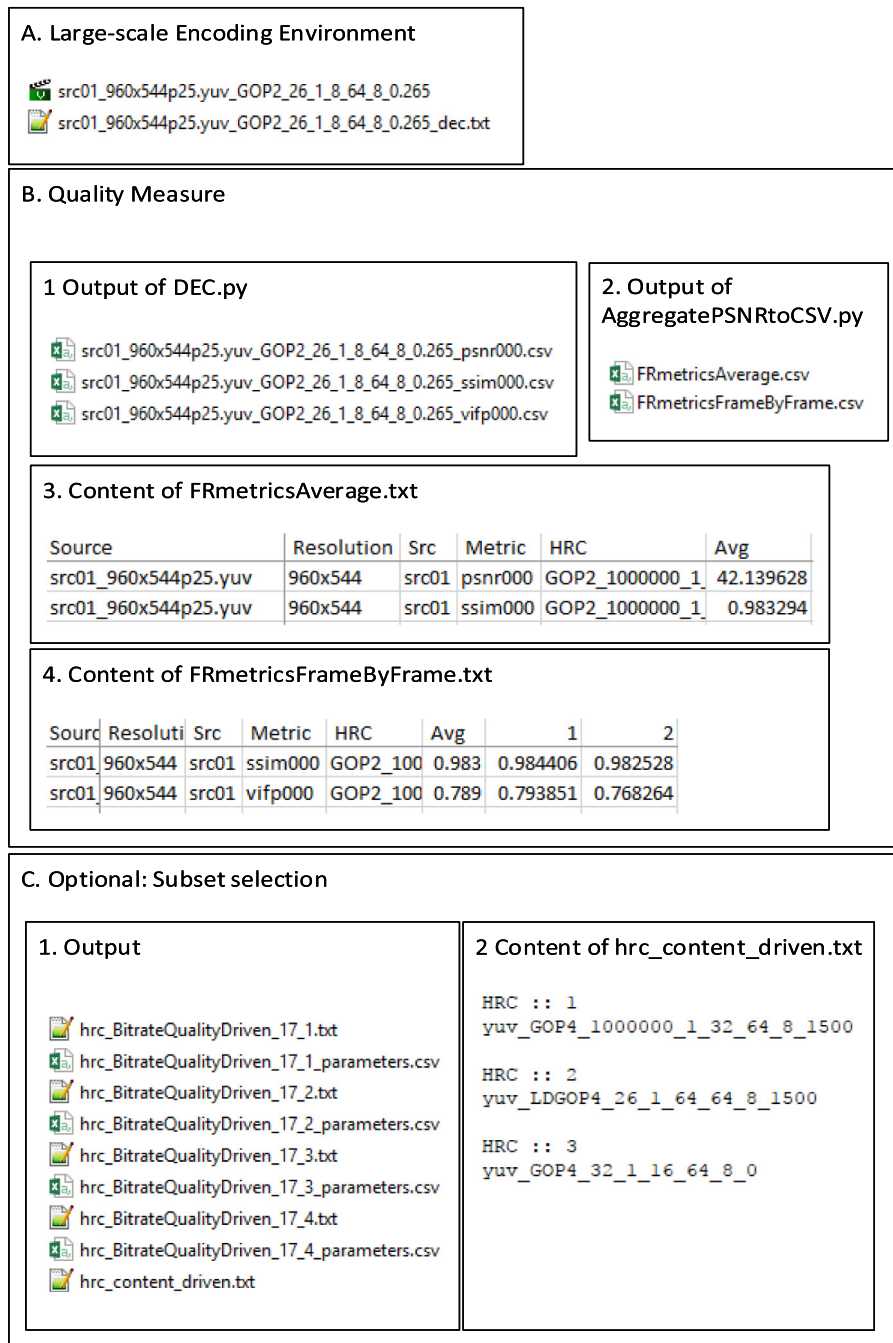 A. Large-scale Encoding Environment
src01_960x544p25.yuv_GOP2_26_1_8_64_8_0.265
src01_960x544p25.yuv_GOP2_26_1_8_64_8_0.265_dec.txt
B. Quality Measure
1 Output of DEC.py
src01_960x544p25.yuv_GOP2_26_1_8_64_8_0.265_psnr000.csv
src01_960x544p25.yuv_GOP2_26_1_8_64_8_0.265_ssim000.csv
src01_960x544p25.yuv_GOP2_26_1_8_64_8_0.265_vifp000.csv
2. Output of
AggregatePSNRtoCSV.py
FRmetricsAverage.csv
FRmetricsFrameByFrame.csv
3. Content of FRmetricsAverage.txt
Source Resolution Src Metric HRC Avg
src01_960x544p25.yuv 960x544 src01 psnr000 GOP2_1000000_1_ 42.139628
src01_960x544p25.yuv 960x544 src01 ssim000 GOP2_1000000_1_ 0.983294
4. Content of FRmetricsFrameByFrame.txt
Sourc Resoluti Src Metric HRC Avg 1 2
src01_ 960x544 src01 ssim000 GOP2_100 0.983 0.984406 0.982528
src01_ 960x544 src01 vifp000 GOP2_100 0.789 0.793851 0.768264
C. Optional: Subset selection
1. Output
hrc_BitrateQualityDriven_17_1.txt
hrc_BitrateQualityDriven_17_1_parameters.csv
hrc_BitrateQualityDriven_17_2.txt
hrc_BitrateQualityDriven_17_2_parameters.csv
hrc_BitrateQualityDriven_17_3.txt
hrc_BitrateQualityDriven_17_3_parameters.csv
hrc_BitrateQualityDriven_17_4.txt
hrc_BitrateQualityDriven_17_4_parameters.csv
hrc_content_driven.txt
2 Content of hrc_content_driven.txt
HRC :: 1
yuv_GOP4_1000000_1_32_64_8_1500
HRC :: 2
yuv_LDGOP4_26_1_64_64_8_1500
HRC :: 3
yuv_GOP4_32_1_16_64_8_0